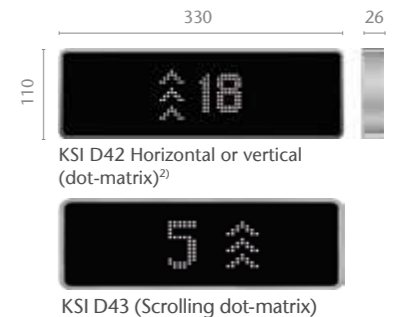 330 26
110
18
KSI D42 Horizontal or vertical
(dot-matrix)²⁾
5
KSI D43 (Scrolling dot-matrix)